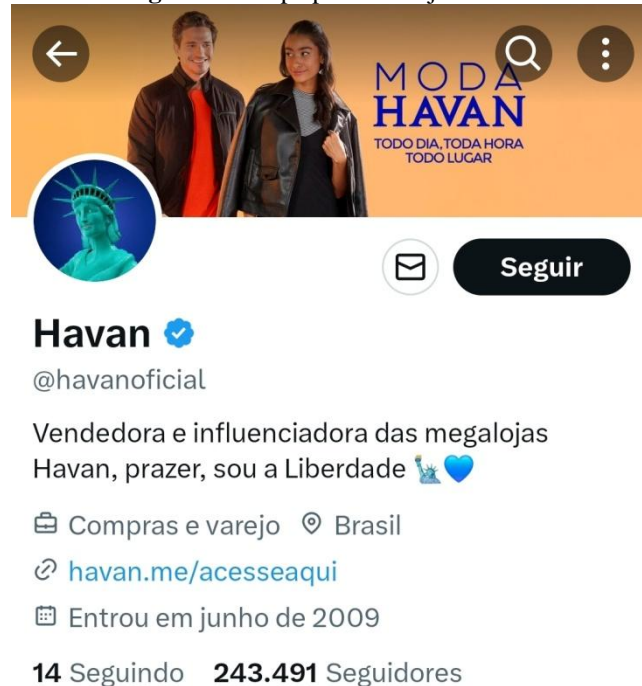 MODA
HAVAN
TODO DIA, TODA HORA
TODO LUGAR
Seguir
Havan
@havanoficial
Vendedora e influenciadora das megalojas
Havan, prazer, sou a Liberdade 🗽💙
Compras e varejo Brasil
havan.me/acesseaqui
Entrou em junho de 2009
14 Seguindo 243.491 Seguidores